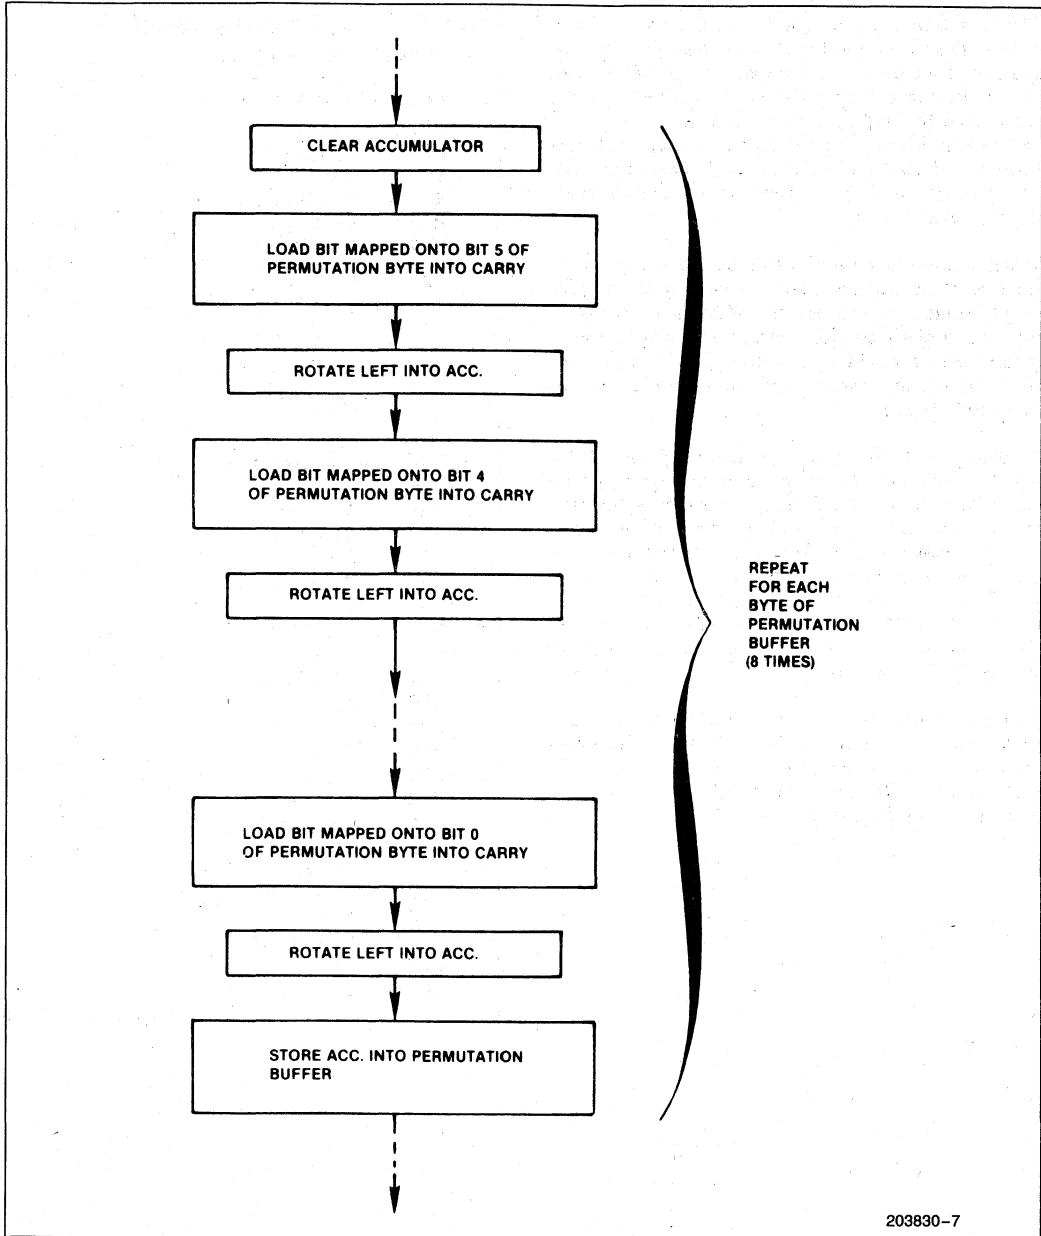 CLEAR ACCUMULATOR
LOAD BIT MAPPED ONTO BIT 5 OF
PERMUTATION BYTE INTO CARRY
ROTATE LEFT INTO ACC.
LOAD BIT MAPPED ONTO BIT 4
OF PERMUTATION BYTE INTO CARRY
ROTATE LEFT INTO ACC.
REPEAT
FOR EACH
BYTE OF
PERMUTATION
BUFFER
(8 TIMES)
LOAD BIT MAPPED ONTO BIT 0
OF PERMUTATION BYTE INTO CARRY
ROTATE LEFT INTO ACC.
STORE ACC. INTO PERMUTATION
BUFFER
203830-7